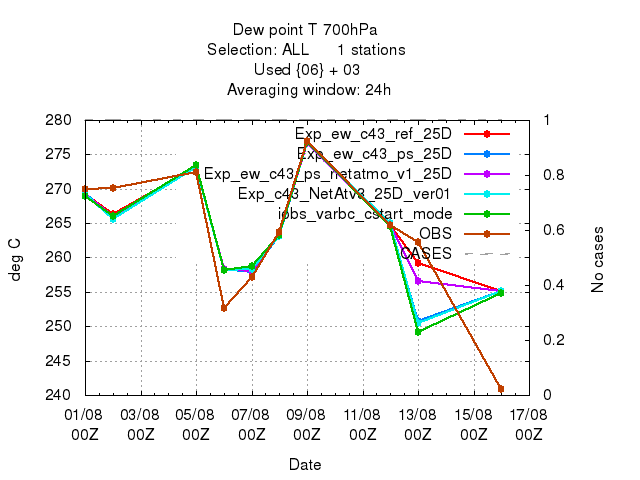 Dew point T 700hPa
Selection: ALL 1 stations
Used {06} + 03
Averaging window: 24h
280 1
Exp_ew_c43_ref_25D
275 Exp_ew_c43_ps_25D
Exp_ew_c43_ps_netatmo_v1_25D 0.8
270 Exp_c43_NetAtv3_25D_ver01
iobs_varbc_cstart_mode
265 OBS 0.6
260 CASES
deg C No cases
255 0.4
250 0.2
245
240 0
01/08 03/08 05/08 07/08 09/08 11/08 13/08 15/08 17/08
00Z 00Z 00Z 00Z 00Z 00Z 00Z 00Z 00Z
Date